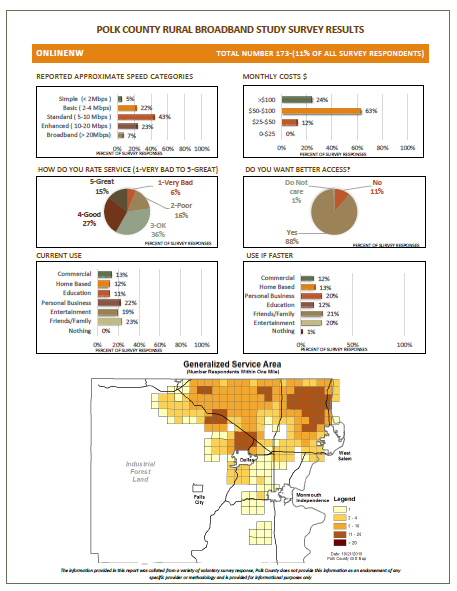 POLK COUNTY RURAL BROADBAND STUDY SURVEY RESULTS
ONLINENW TOTAL NUMBER 173-(11% OF ALL SURVEY RESPONDENTS)
REPORTED APPROXIMATE SPEED CATEGORIES
Simple (< 2Mbps ) 5%
Basic ( 2-4 Mbps) 22%
Standard ( 5-10 Mbps) 43%
Enhanced ( 10-20 Mbps) 23%
Broadband (> 20Mbps) 7%
PERCENT OF SURVEY RESPONSES
0% 20% 40% 60% 80% 100%
MONTHLY COSTS $
>$100 24%
$50-$100 63%
$25-$50 12%
0-$25 0%
PERCENT OF SURVEY RESPONSES
0% 20% 40% 60% 80% 100%
HOW DO YOU RATE SERVICE (1-VERY BAD TO 5-GREAT)
5-Great
15%
1-Very Bad
6%
2-Poor
16%
4-Good
27%
3-OK
36%
PERCENT OF SURVEY RESPONSES
DO YOU WANT BETTER ACCESS?
Do Not
care
1%
No
11%
Yes
88%
PERCENT OF SURVEY RESPONSES
CURRENT USE
Commercial 13%
Home Based 12%
Education 11%
Personal Business 22%
Entertainment 19%
Friends/Family 23%
Nothing 0%
0% 20% 40% 60% 80% 100%
PERCENT OF SURVEY RESPONSES
USE IF FASTER
Commercial 12%
Home Based 13%
Personal Business 20%
Education 12%
Friends/Family 21%
Entertainment 20%
Nothing 1%
0% 50% 100%
PERCENT OF SURVEY RESPONSES
Generalized Service Area
(Number Respondents Within One Mile)
Industrial
Forest
Land
Dallas
West
Salem
Falls
City
Monmouth
Independence
Legend
1
2 - 4
5 - 10
11 - 20
> 20
Date: 10/21/2019
Polk County GIS Map
The information provided in this report was collated from a variety of voluntary survey response, Polk County does not provide this information as an endorsement of any
specific provider or methodology and is provided for informational purposes only